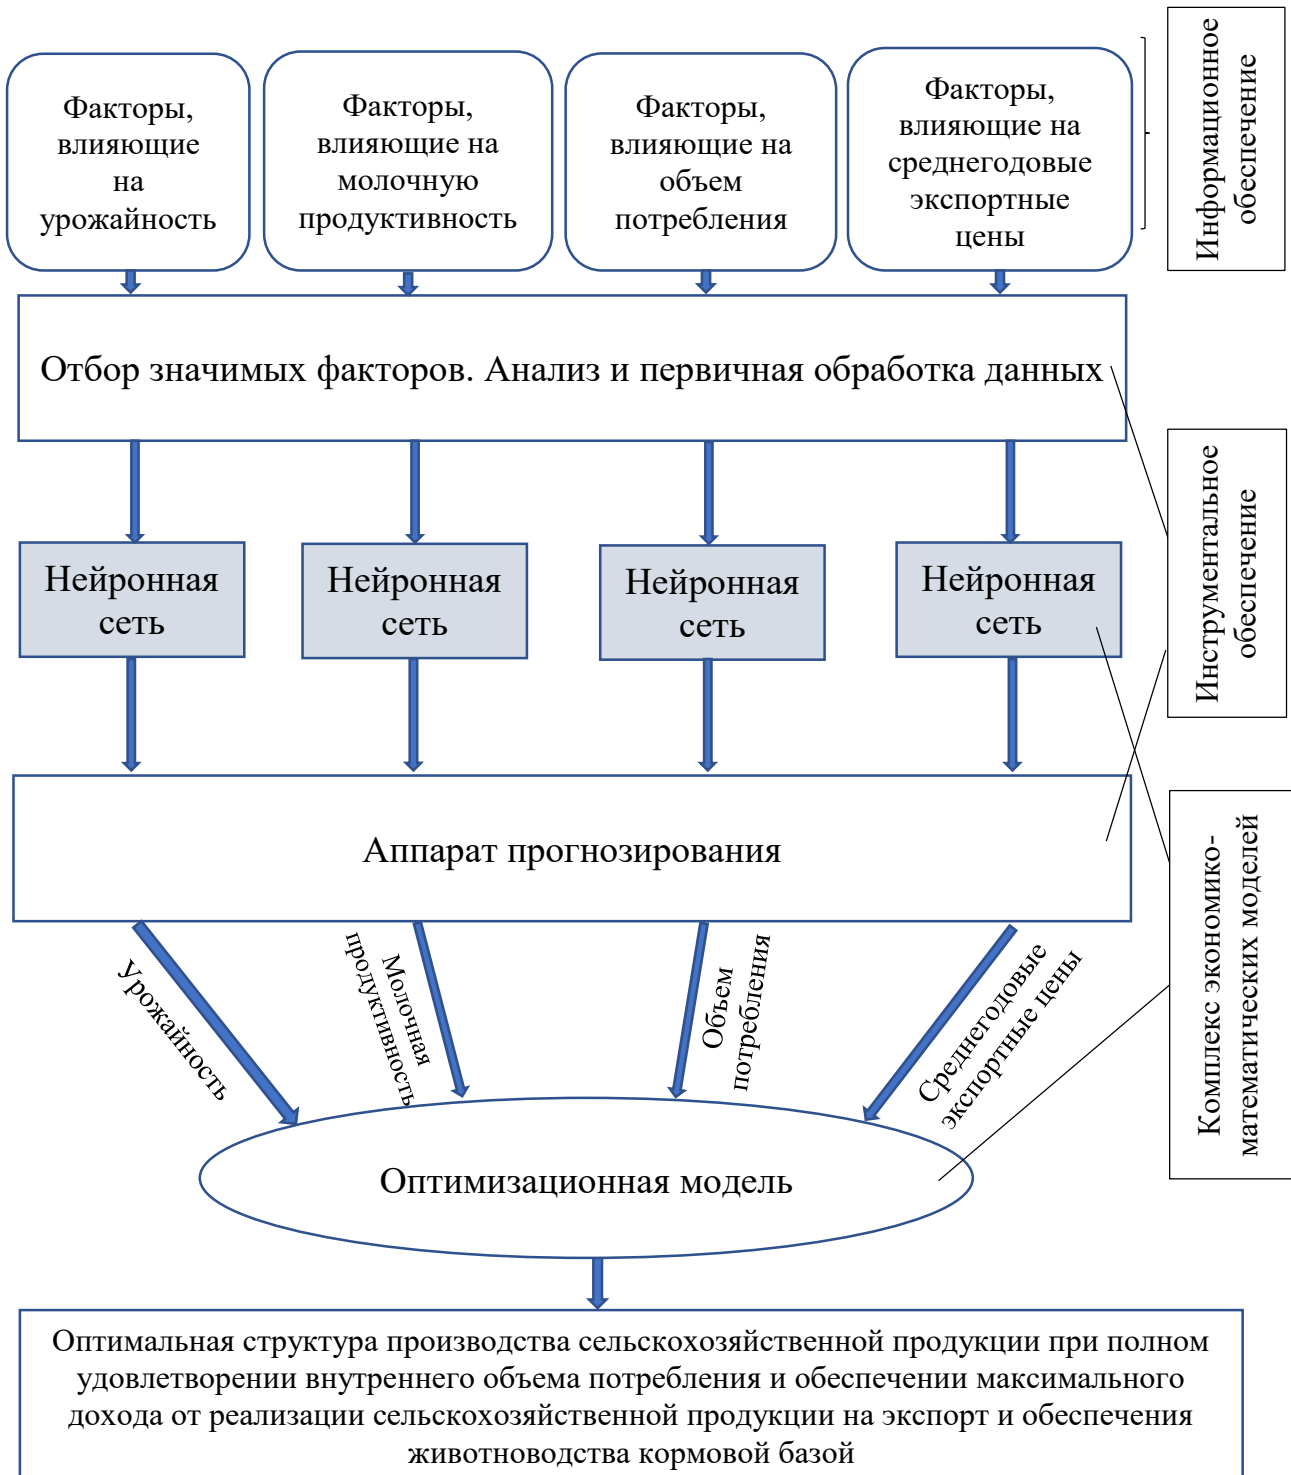 Факторы,
влияющие
на
урожайность
Факторы,
влияющие на
молочную
продуктивность
Факторы,
влияющие на
объем
потребления
Факторы,
влияющие на
среднегодовые
экспортные
цены
Информационное
обеспечение
Отбор значимых факторов. Анализ и первичная обработка данных
Инструментальное
обеспечение
Нейронная
сеть
Нейронная
сеть
Нейронная
сеть
Нейронная
сеть
Аппарат прогнозирования
Комплекс экономико-
математических моделей
Урожайность
Молочная
продуктивность
Объем
потребления
Среднегодовые
экспортные цены
Оптимизационная модель
Оптимальная структура производства сельскохозяйственной продукции при полном
удовлетворении внутреннего объема потребления и обеспечении максимального
дохода от реализации сельскохозяйственной продукции на экспорт и обеспечения
животноводства кормовой базой